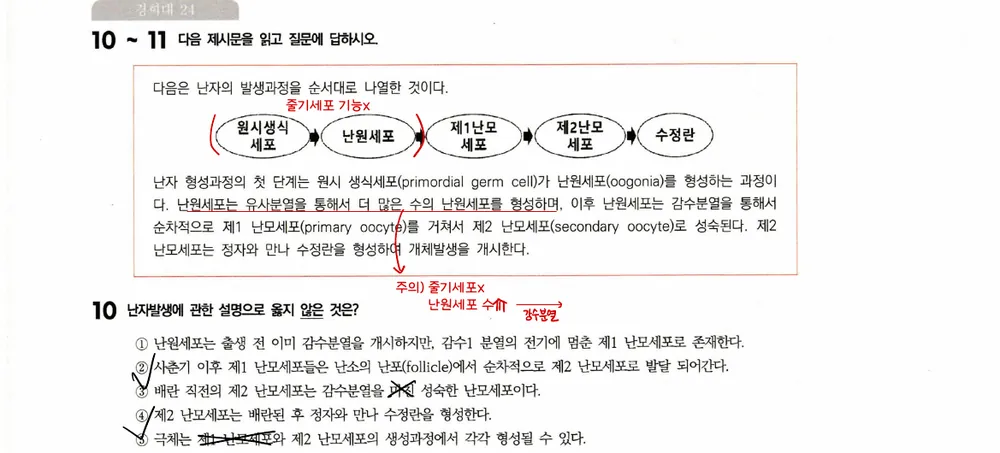 경희대 24
10 ~ 11 다음 제시문을 읽고 질문에 답하시오.
다음은 난자의 발생과정을 순서대로 나열한 것이다.
줄기세포 기능x
원시생식 세포 난원세포 제1난모 세포 제2난모 세포 수정란
난자 형성과정의 첫 단계는 원시 생식세포(primordial germ cell)가 난원세포(oogonia)를 형성하는 과정이
다. 난원세포는 유사분열을 통해서 더 많은 수의 난원세포를 형성하며, 이후 난원세포는 감수분열을 통해서
순차적으로 제1 난모세포(primary oocyte)를 거쳐서 제2 난모세포(secondary oocyte)로 성숙된다. 제2
난모세포는 정자와 만나 수정란을 형성하여 개체발생을 개시한다.
주의) 줄기세포x
난원세포 수⇈ 감수분열
10 난자발생에 관한 설명으로 옳지 않은 것은?
① 난원세포는 출생 전 이미 감수분열을 개시하지만, 감수1 분열의 전기에 멈춘 제1 난모세포로 존재한다.
② 사춘기 이후 제1 난모세포들은 난소의 난포(follicle)에서 순차적으로 제2 난모세포로 발달 되어간다.
③ 배란 직전의 제2 난모세포는 감수분열을 마친 성숙한 난모세포이다.
④ 제2 난모세포는 배란된 후 정자와 만나 수정란을 형성한다.
⑤ 극체는 제1 난모세포와 제2 난모세포의 생성과정에서 각각 형성될 수 있다.